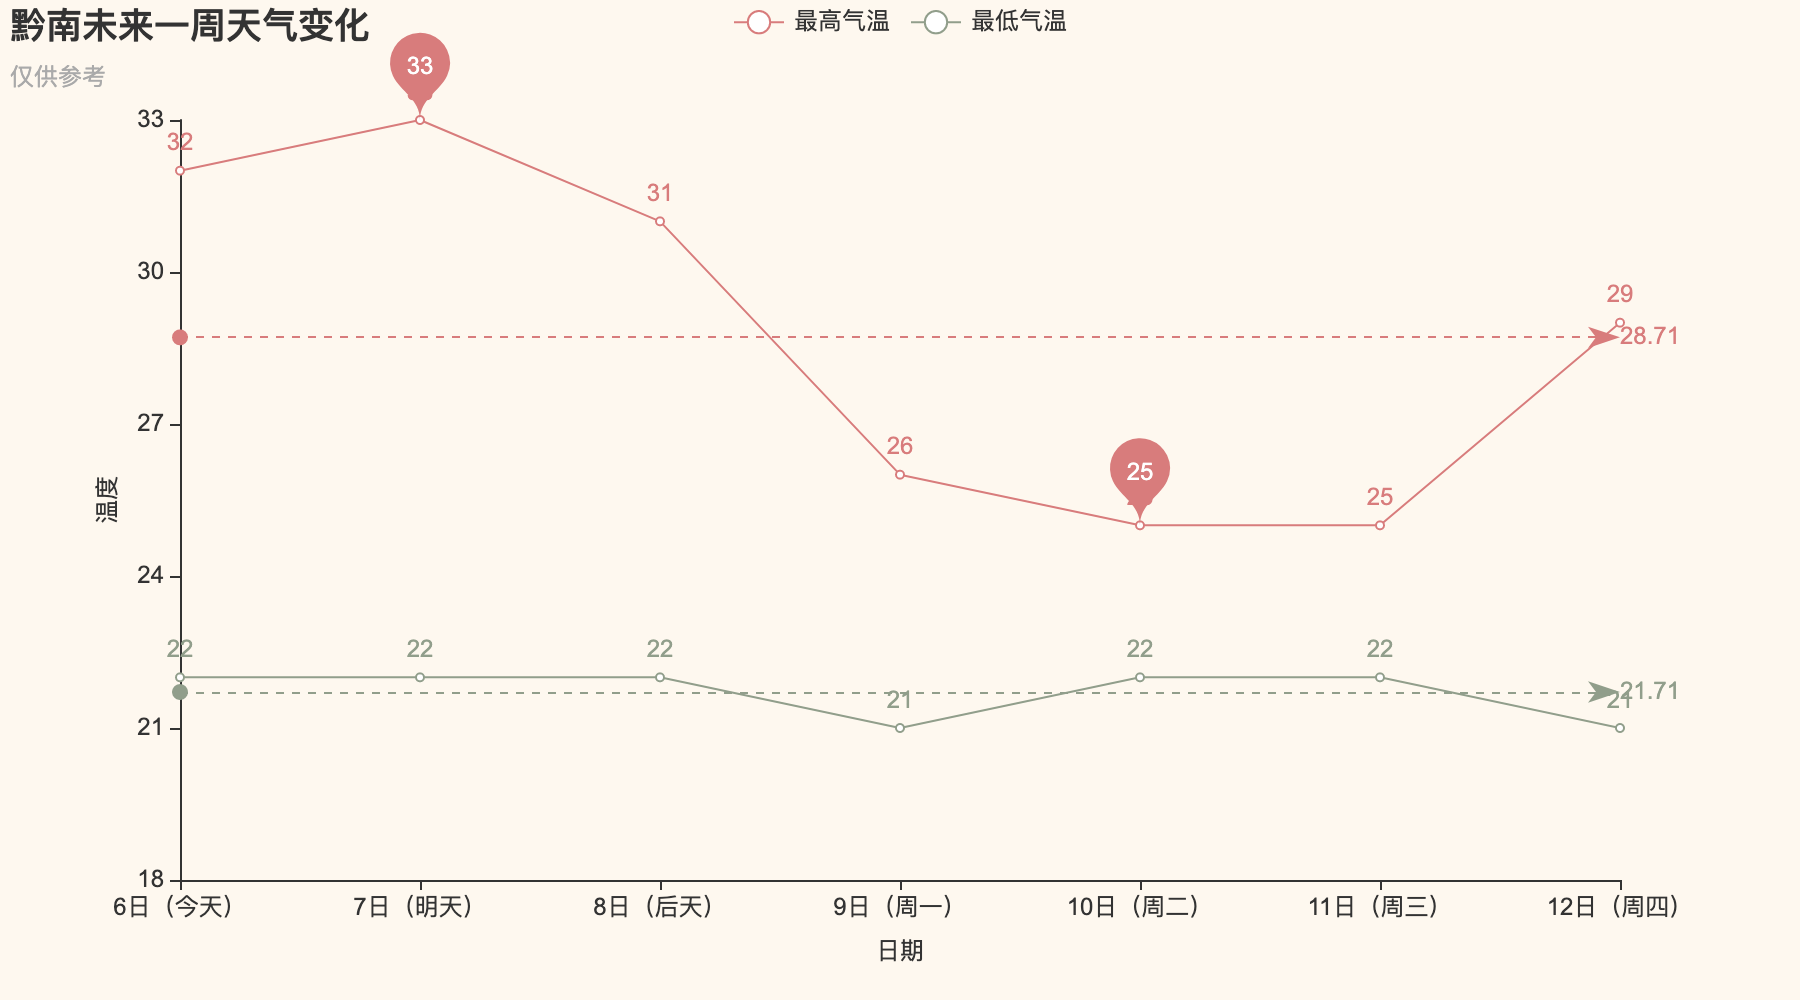 黔南未来一周天气变化
仅供参考
最高气温
最低气温
33
30
27
24
21
18
温度
32
33
31
26
25
25
29
28.71
22
22
22
21
22
22
21
21.71
6日（今天）
7日（明天）
8日（后天）
9日（周一）
10日（周二）
11日（周三）
12日（周四）
日期